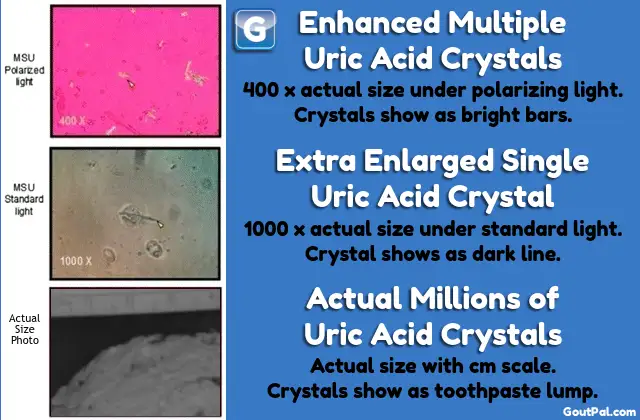 MSU
Polarized
light
400 X
G
Enhanced Multiple
Uric Acid Crystals
400 x actual size under polarizing light.
Crystals show as bright bars.
MSU
Standard
light
1000 X
Extra Enlarged Single
Uric Acid Crystal
1000 x actual size under standard light.
Crystal shows as dark line.
Actual
Size
Photo
Actual Millions of
Uric Acid Crystals
Actual size with cm scale.
Crystals show as toothpaste lump.
GoutPal.com